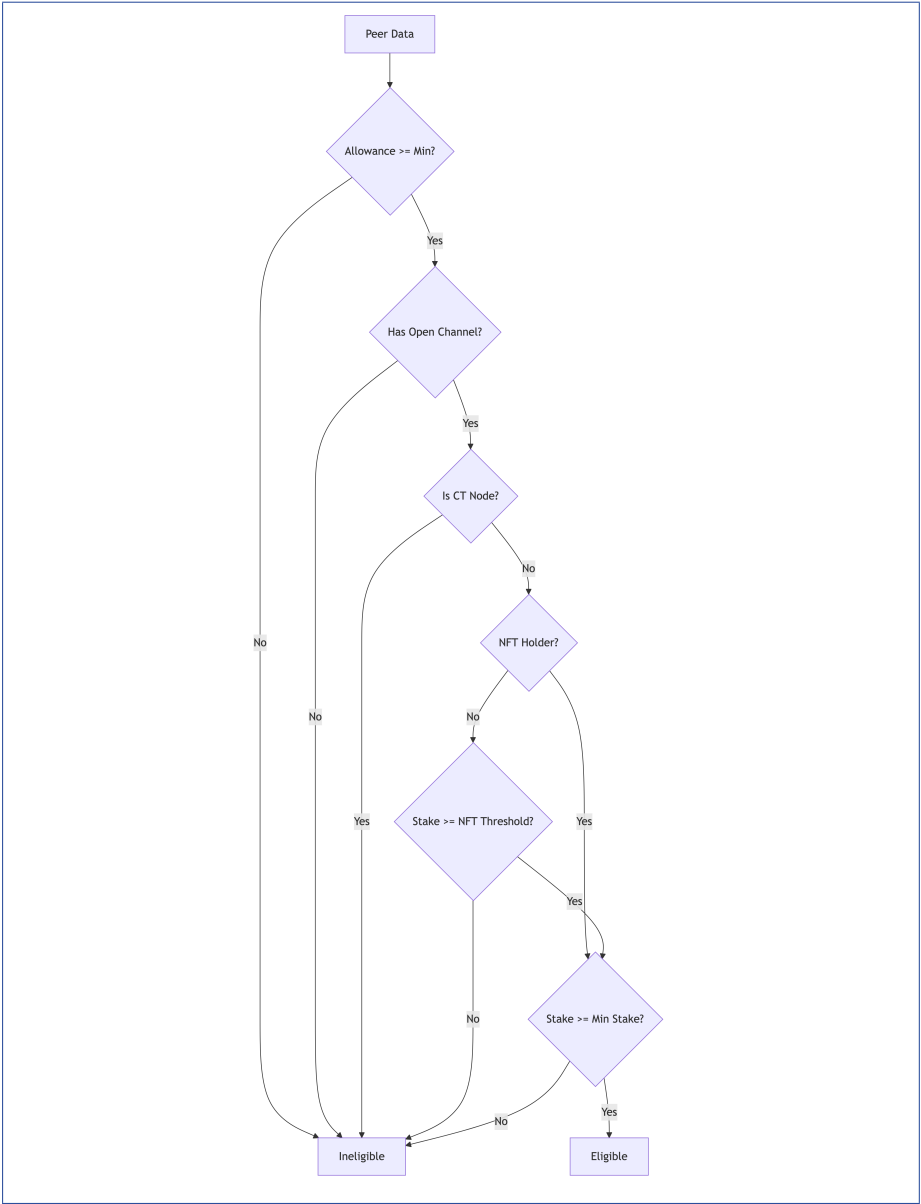 Peer Data
Allowance >= Min?
Yes
Has Open Channel?
Yes
Is CT Node?
No
NFT Holder?
No
No
No
Stake >= NFT Threshold?
Yes
Yes
Yes
No
Stake >= Min Stake?
Yes
No
Ineligible
Eligible